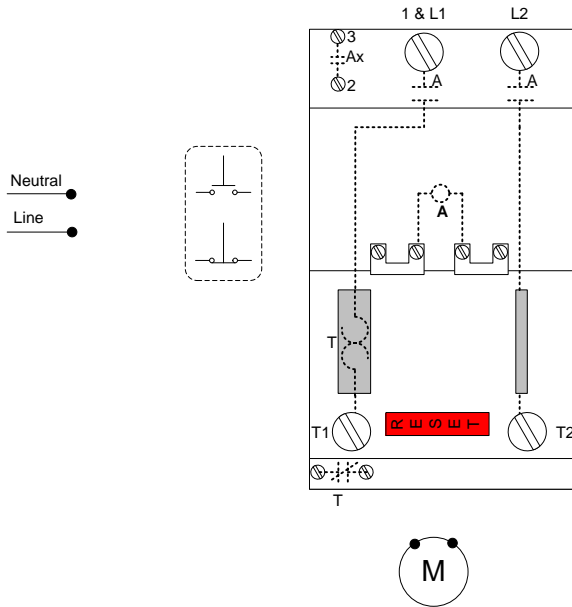 1 & L1 L2
3
Ax
A A
2
Neutral
Line
A
T
T1 RESET T2
T
M